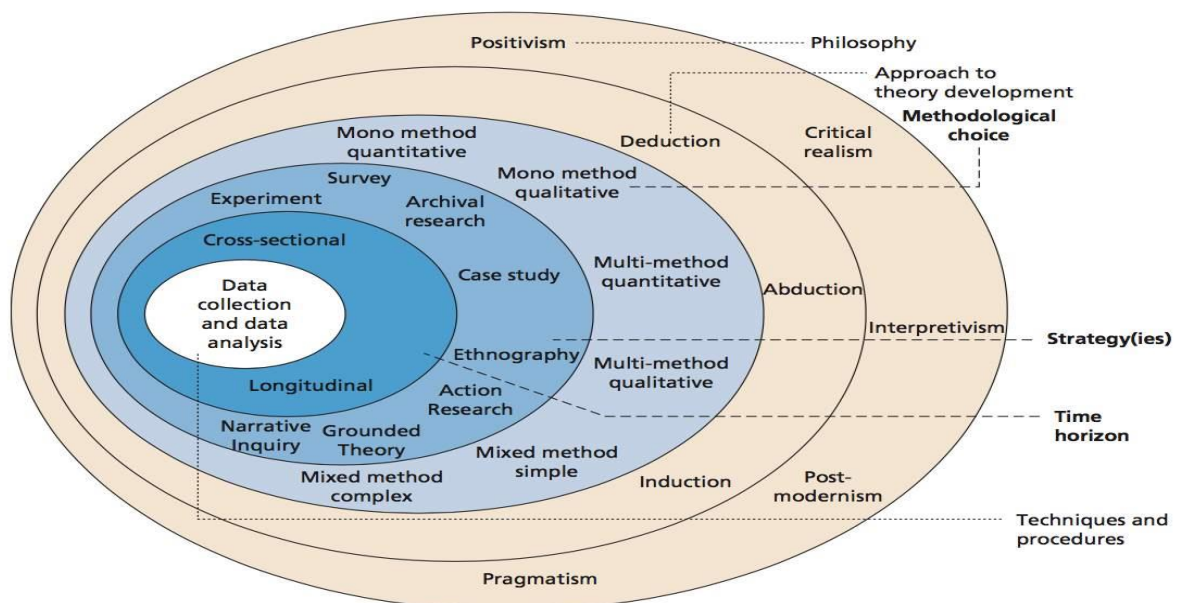 Positivism
Philosophy
Approach to
theory development
Methodological
choice
Mono method
quantitative
Deduction
Critical
realism
Mono method
qualitative
Survey
Experiment
Archival
research
Cross-sectional
Case study
Multi-method
quantitative
Data
collection
and data
analysis
Abduction
Interpretivism
Strategy(ies)
Ethnography
Multi-method
qualitative
Longitudinal
Action
Research
Time
horizon
Narrative
Inquiry
Grounded
Theory
Mixed method
simple
Mixed method
complex
Induction
Post-
modernism
Techniques and
procedures
Pragmatism